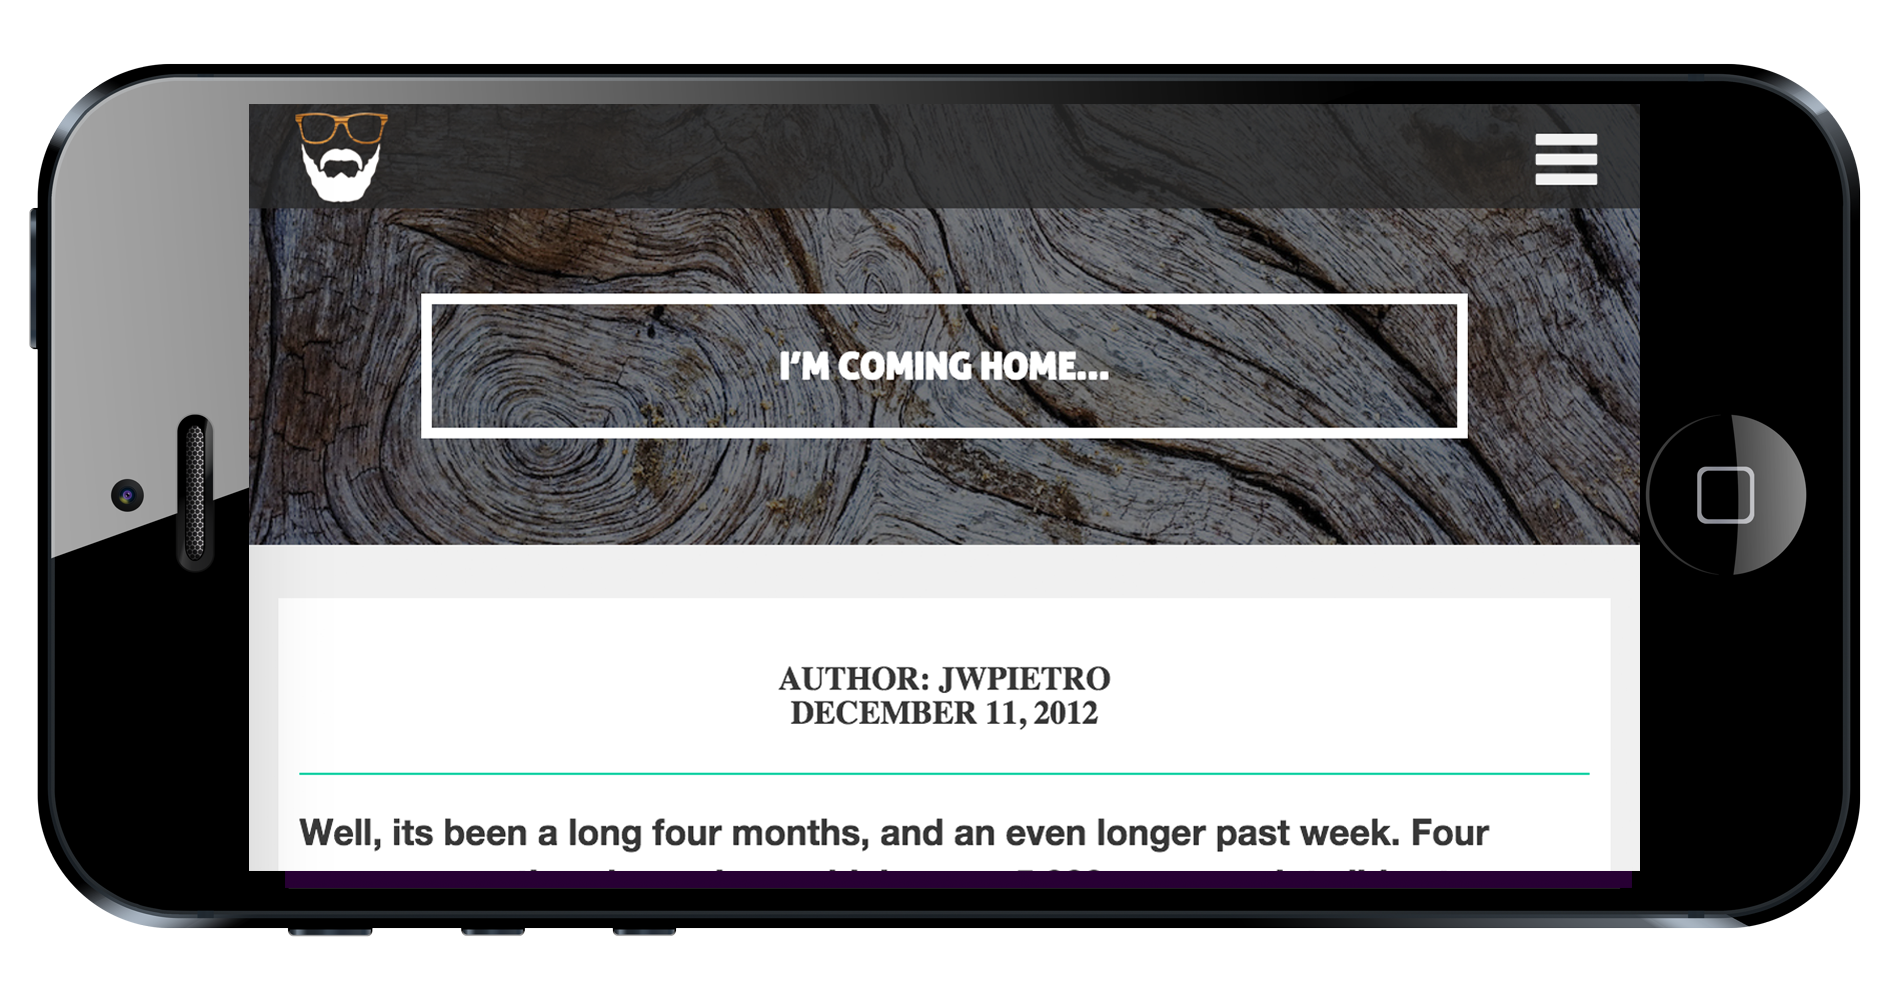 I'M COMING HOME...
AUTHOR: JWPIETRO
DECEMBER 11, 2012
Well, its been a long four months, and an even longer past week. Four